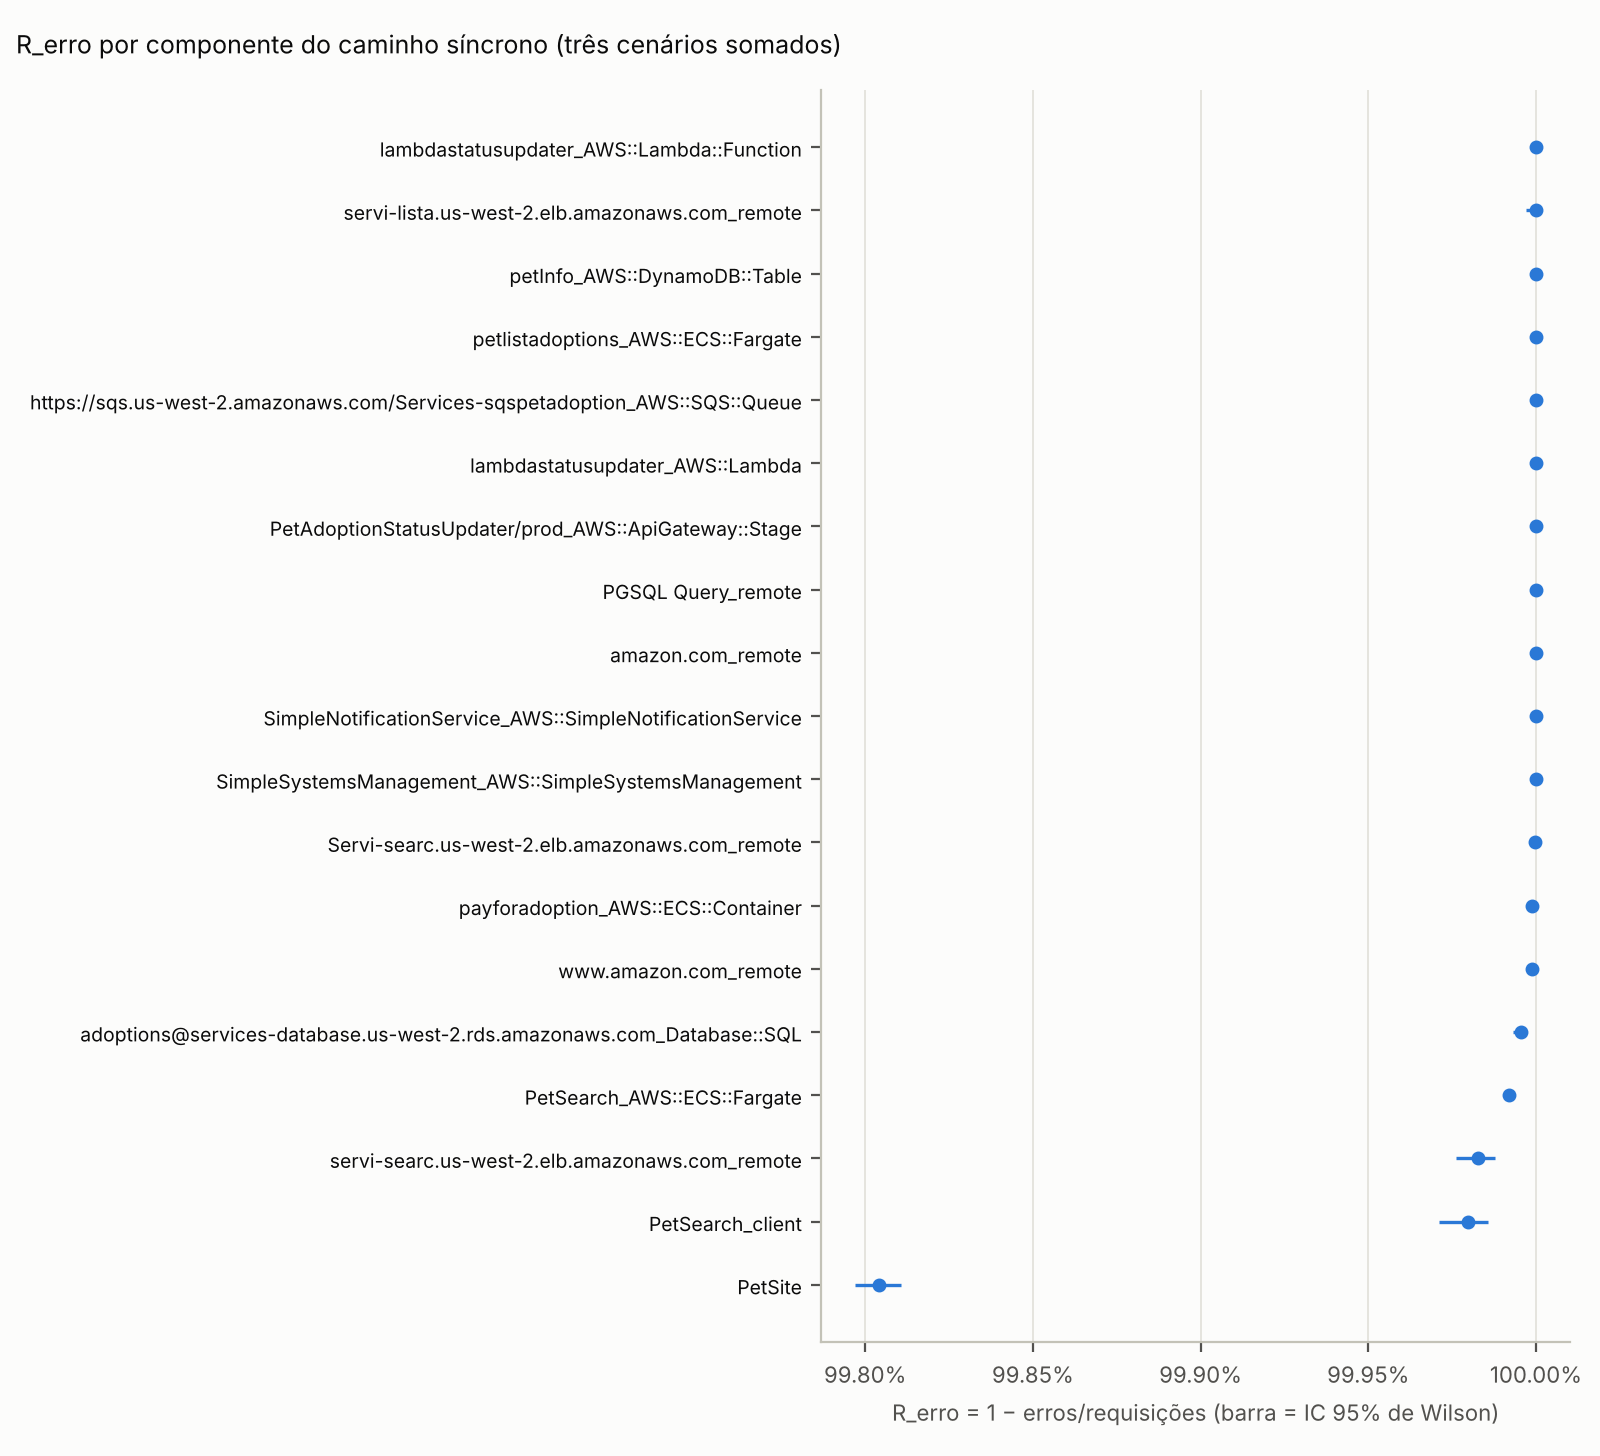 R_erro por componente do caminho síncrono (três cenários somados)
lambdastatusupdater_AWS::Lambda::Function
servi-lista.us-west-2.elb.amazonaws.com_remote
petInfo_AWS::DynamoDB::Table
petlistadoptions_AWS::ECS::Fargate
https://sqs.us-west-2.amazonaws.com/Services-sqspetadoption_AWS::SQS::Queue
lambdastatusupdater_AWS::Lambda
PetAdoptionStatusUpdater/prod_AWS::ApiGateway::Stage
PGSQL Query_remote
amazon.com_remote
SimpleNotificationService_AWS::SimpleNotificationService
SimpleSystemsManagement_AWS::SimpleSystemsManagement
Servi-searc.us-west-2.elb.amazonaws.com_remote
payforadoption_AWS::ECS::Container
www.amazon.com_remote
adoptions@services-database.us-west-2.rds.amazonaws.com_Database::SQL
PetSearch_AWS::ECS::Fargate
servi-searc.us-west-2.elb.amazonaws.com_remote
PetSearch_client
PetSite
99.80% 99.85% 99.90% 99.95% 100.00%
R_erro = 1 − erros/requisições (barra = IC 95% de Wilson)